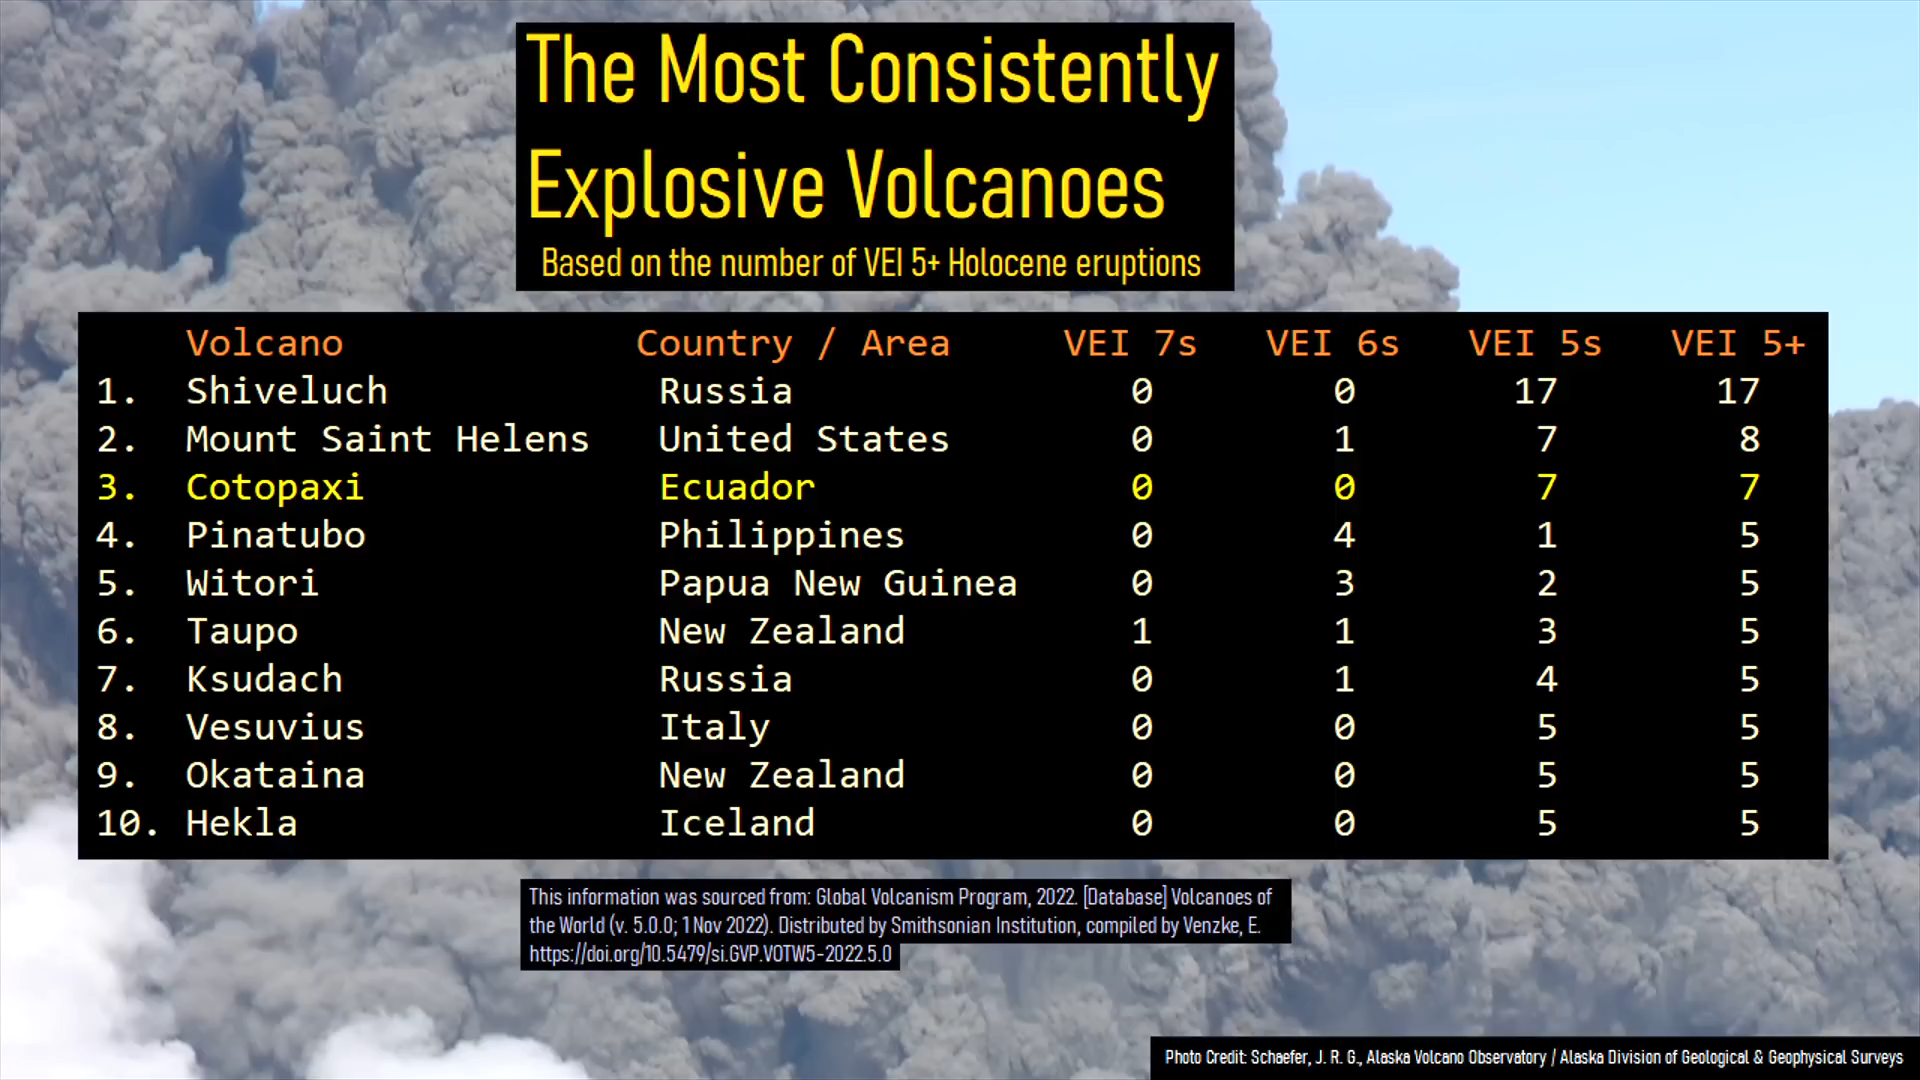 The Most Consistently
Explosive Volcanoes
Based on the number of VEI 5+ Holocene eruptions
Volcano Country / Area VEI 7s VEI 6s VEI 5s VEI 5+
1. Shiveluch Russia 0 0 17 17
2. Mount Saint Helens United States 0 1 7 8
3. Cotopaxi Ecuador 0 0 7 7
4. Pinatubo Philippines 0 4 1 5
5. Witori Papua New Guinea 0 3 2 5
6. Taupo New Zealand 1 1 3 5
7. Ksudach Russia 0 1 4 5
8. Vesuvius Italy 0 0 5 5
9. Okataina New Zealand 0 0 5 5
10. Hekla Iceland 0 0 5 5
This information was sourced from: Global Volcanism Program, 2022. [Database] Volcanoes of
the World (v. 5.0.0; 1 Nov 2022). Distributed by Smithsonian Institution, compiled by Venzke, E.
https://doi.org/10.5479/si.GVP.VOTW5-2022.5.0
Photo Credit: Schaefer, J. R. G., Alaska Volcano Observatory / Alaska Division of Geological & Geophysical Surveys